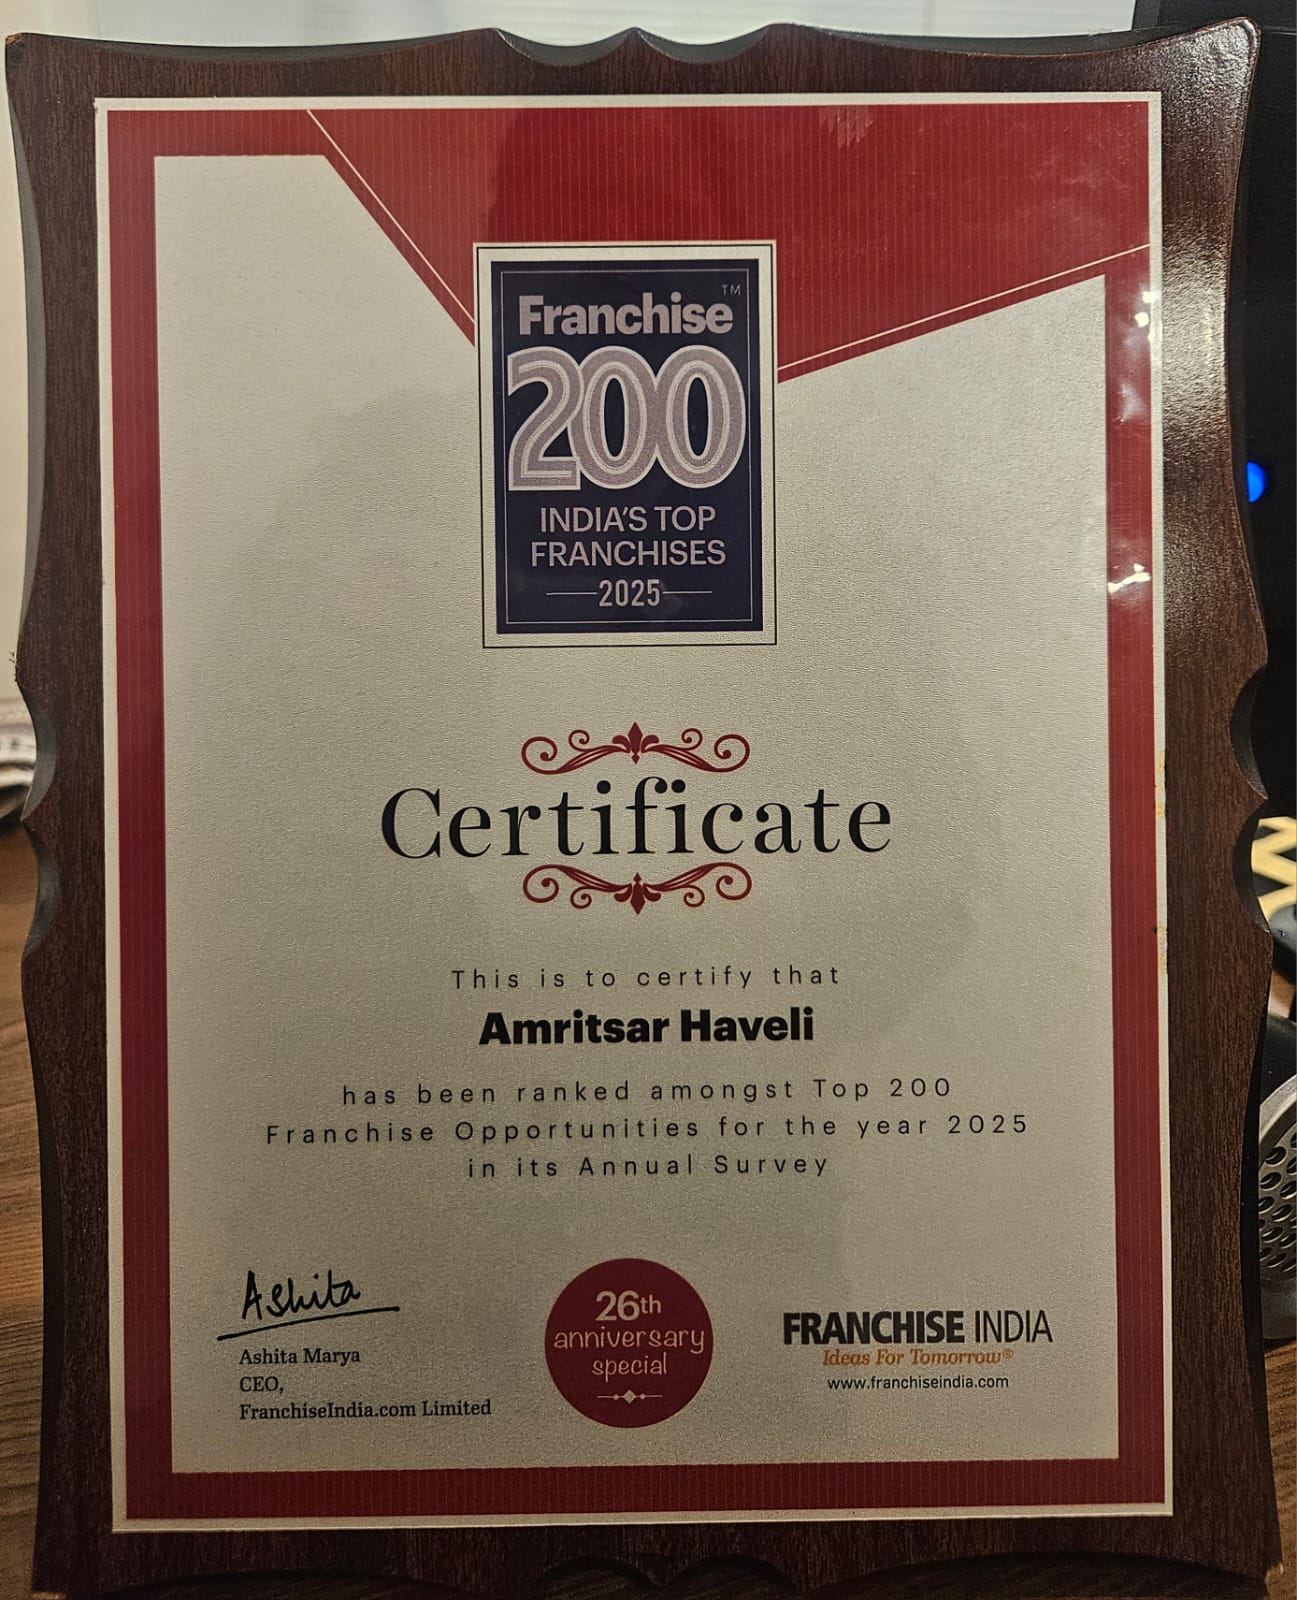 Franchise™
200
INDIA'S TOP
FRANCHISES
2025
Certificate
This is to certify that
Amritsar Haveli
has been ranked amongst Top 200
Franchise Opportunities for the year 2025
in its Annual Survey
Ashita
Ashita Marya
CEO,
FranchiseIndia.com Limited
26th
anniversary
special
FRANCHISE INDIA
Ideas For Tomorrow®
www.franchiseindia.com